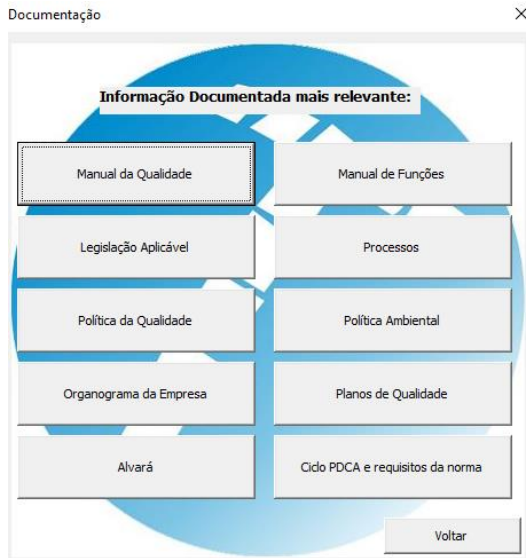 Documentação
Informação Documentada mais relevante:
Manual da Qualidade
Manual de Funções
Legislação Aplicável
Processos
Política da Qualidade
Política Ambiental
Organograma da Empresa
Planos de Qualidade
Alvará
Ciclo PDCA e requisitos da norma
Voltar